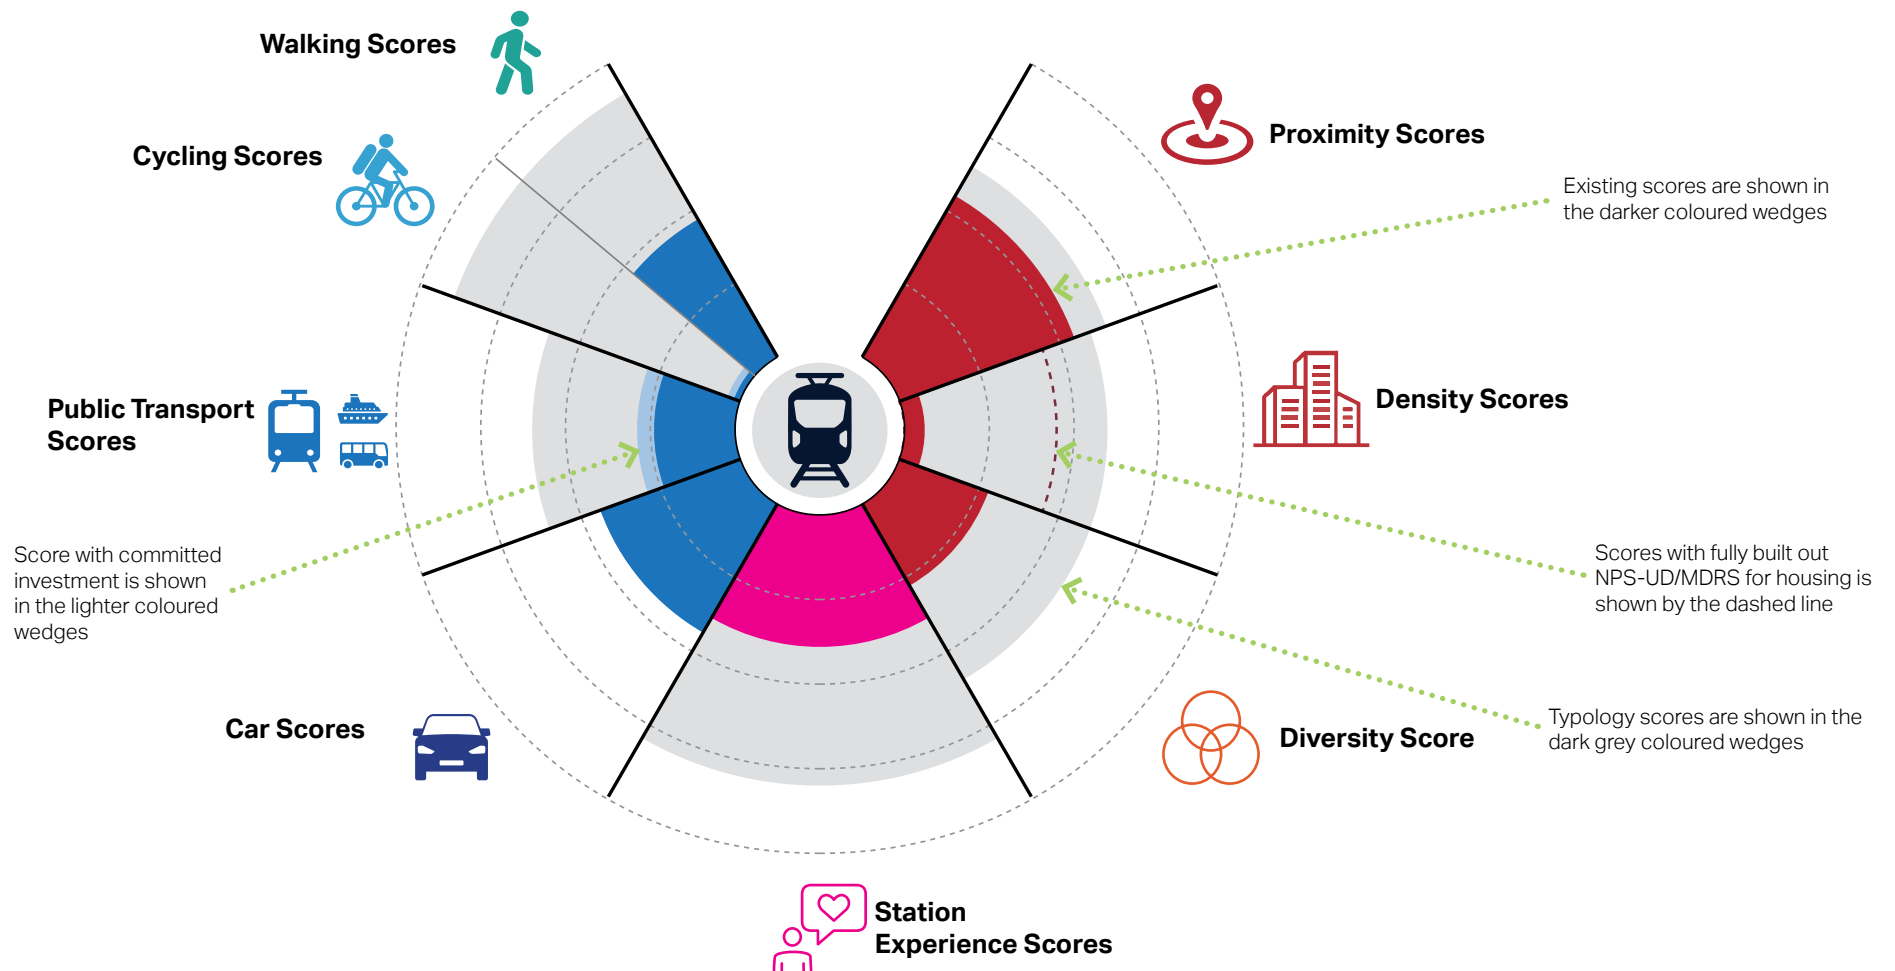 Walking Scores
Cycling Scores
Proximity Scores
Existing scores are shown in
the darker coloured wedges
Public Transport
Scores
Density Scores
Score with committed
investment is shown
in the lighter coloured
wedges
Scores with fully built out
NPS-UD/MDRS for housing is
shown by the dashed line
Car Scores
Diversity Score
Typology scores are shown in the
dark grey coloured wedges
Station
Experience Scores